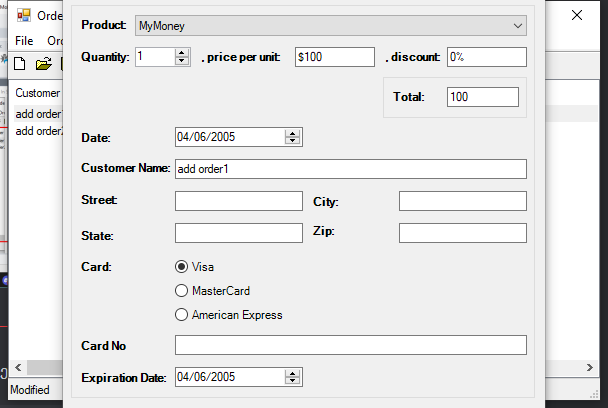 Orde
Product: MyMoney
File Ord
Quantity: 1 . price per unit: $100 . discount: 0%
Total: 100
Customer
add order1
add order2
Date: 04/06/2005
Customer Name: add order1
Street: City:
State: Zip:
Card: Visa
MasterCard
American Express
Card No
Expiration Date: 04/06/2005
Modified